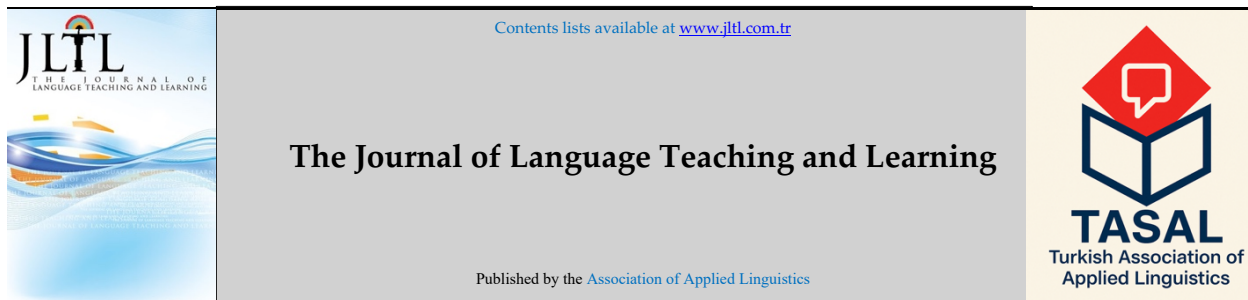 JLTL
THE JOURNAL OF
LANGUAGE TEACHING AND LEARNING
Contents lists available at www.jltl.com.tr
The Journal of Language Teaching and Learning
Published by the Association of Applied Linguistics
TASAL
Turkish Association of
Applied Linguistics